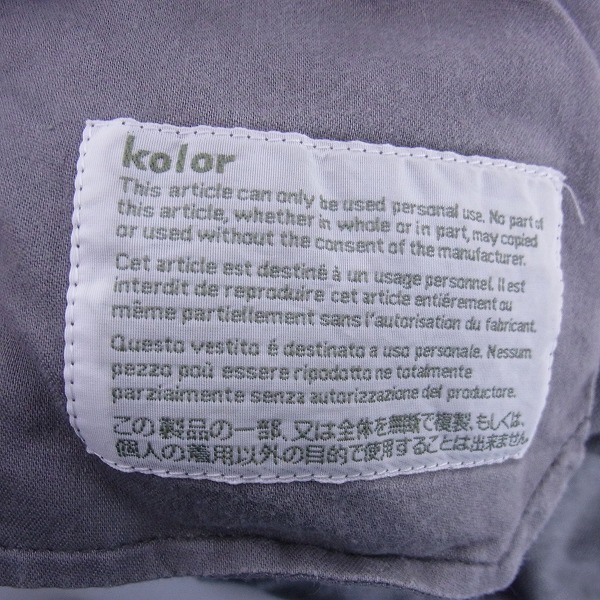 kolor
This article can only be used personal use. No part of
this article, whether in whole or in part, may copied
or used without the consent of the manufacturer.
Cet article est destiné à un usage personnel. Il est
interdit de reproduire cet article entiérement ou
même partiellement sans l'autorisation du fabricant.
Questo vestito é destinato a uso personale. Nessun
pezzo poú essere ripodotto ne totalmente
parzialmente senza autorizzazione del productore.
この製品の一部、又は全体を無断で複製、もしくは、
個人の着用以外の目的で使用することは出来ません。